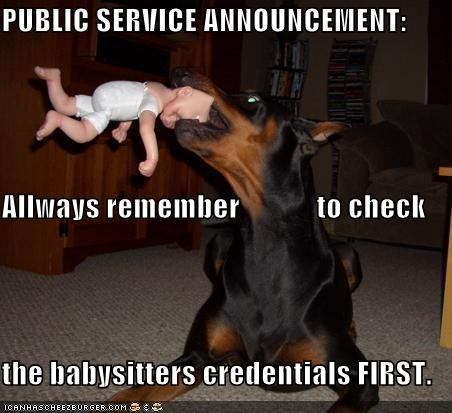 PUBLIC SERVICE ANNOUNCEMENT:
Allways remember to check
the babysitters credentials FIRST.
ICANHASCHEEZBURGER.COM